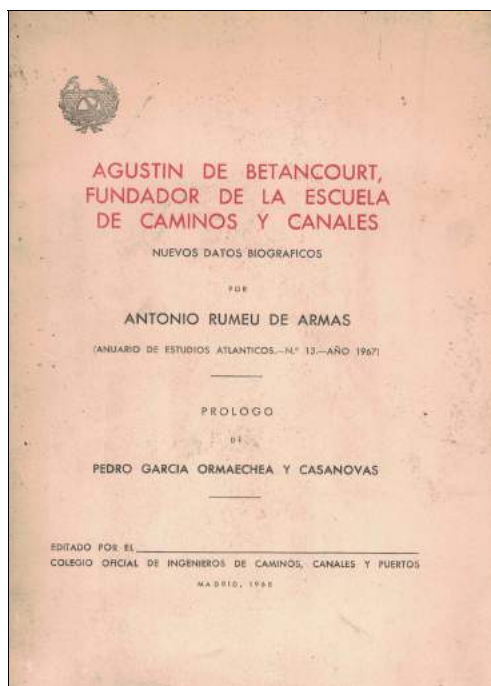 AGUSTIN DE BETANCOURT,
FUNDADOR DE LA ESCUELA
DE CAMINOS Y CANALES
NUEVOS DATOS BIOGRAFICOS
POR
ANTONIO RUMEU DE ARMAS
(ANUARIO DE ESTUDIOS ATLANTICOS.—N.º 13.—AÑO 1967)
PROLOGO
DE
PEDRO GARCIA ORMAECHEA Y CASANOVAS
EDITADO POR EL
COLEGIO OFICIAL DE INGENIEROS DE CAMINOS, CANALES Y PUERTOS
MADRID, 1968